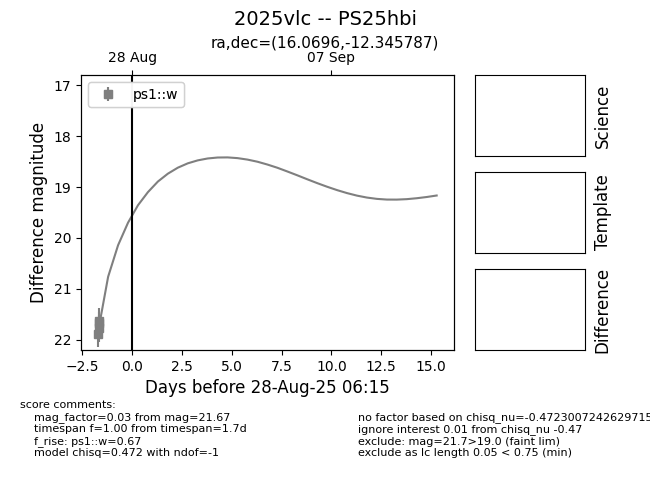 2025vlc -- PS25hbi
ra,dec=(16.0696,-12.345787)
28 Aug
07 Sep
ps1::w
17
18
19
20
21
22
Difference magnitude
−2.5
0.0
2.5
5.0
7.5
10.0
12.5
15.0
Days before 28-Aug-25 06:15
Science
Template
Difference
score comments:
mag_factor=0.03 from mag=21.67
timespan f=1.00 from timespan=1.7d
f_rise: ps1::w=0.67
model chisq=0.472 with ndof=-1
no factor based on chisq_nu=-0.4723007242629715
ignore interest 0.01 from chisq_nu -0.47
exclude: mag=21.7>19.0 (faint lim)
exclude as lc length 0.05 < 0.75 (min)